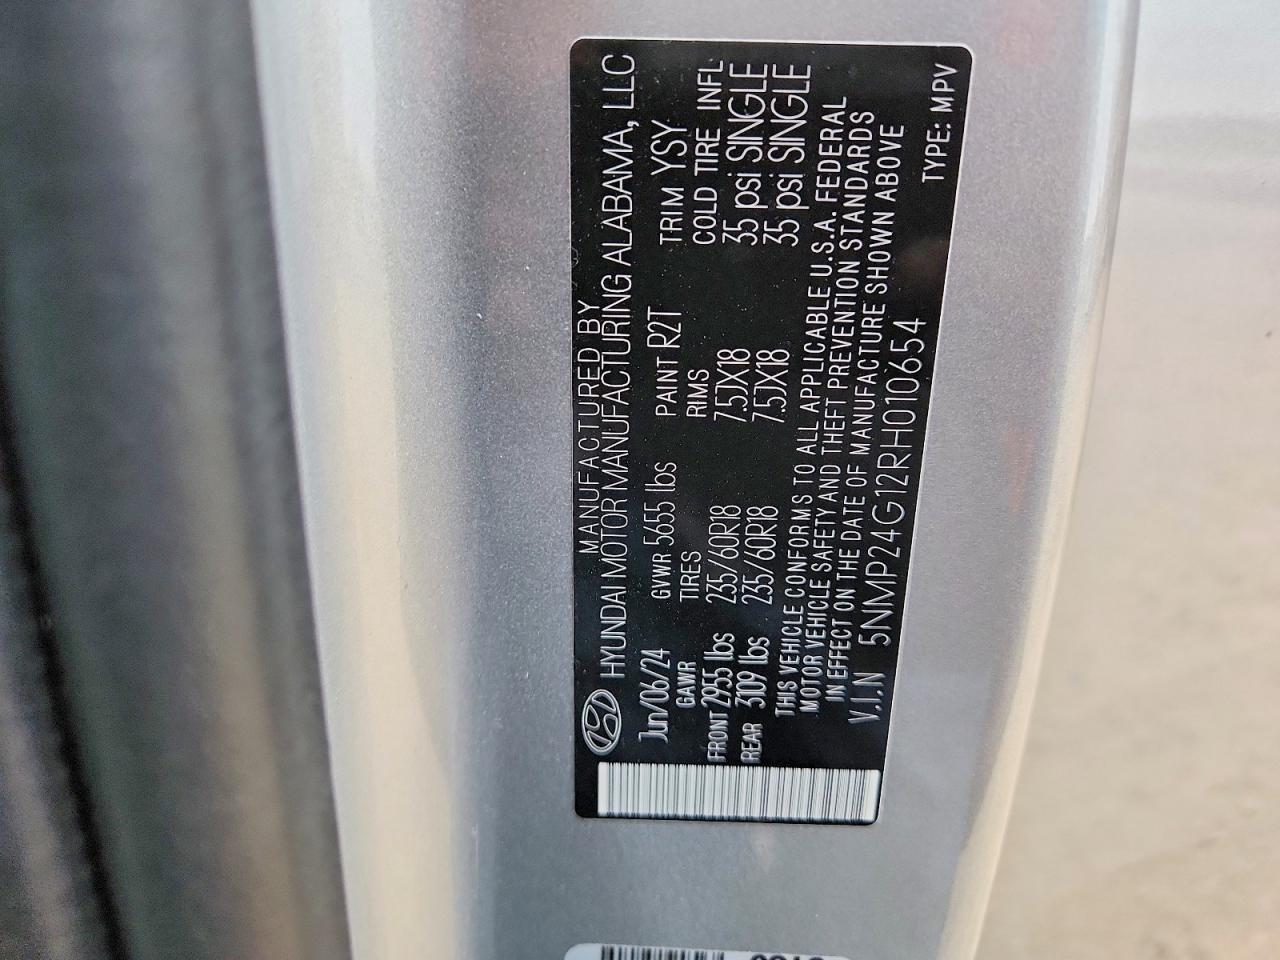 MANUFACTURED BY
HYUNDAI MOTOR MANUFACTURING ALABAMA, LLC
Jun/06/24 GVWR 5655 lbs PAINT R2T TRIM YSY
GAWR TIRES RIMS COLD TIRE INFL
FRONT 2955 lbs 235/60R18 7.5JX18 35 psi SINGLE
REAR 3109 lbs 235/60R18 7.5JX18 35 psi SINGLE
THIS VEHICLE CONFORMS TO ALL APPLICABLE U.S.A. FEDERAL
MOTOR VEHICLE SAFETY AND THEFT PREVENTION STANDARDS
IN EFFECT ON THE DATE OF MANUFACTURE SHOWN ABOVE
V.I.N 5NMP24G12RH010654 TYPE: MPV